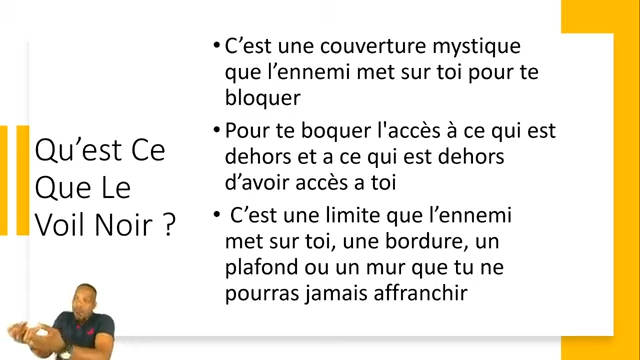 Qu’est Ce
Que Le
Voil Noir ?
• C’est une couverture mystique
que l’ennemi met sur toi pour te
bloquer
• Pour te boquer l'accès à ce qui est
dehors et a ce qui est dehors
d’avoir accès a toi
• C’est une limite que l’ennemi
met sur toi, une bordure, un
plafond ou un mur que tu ne
pourras jamais affranchir